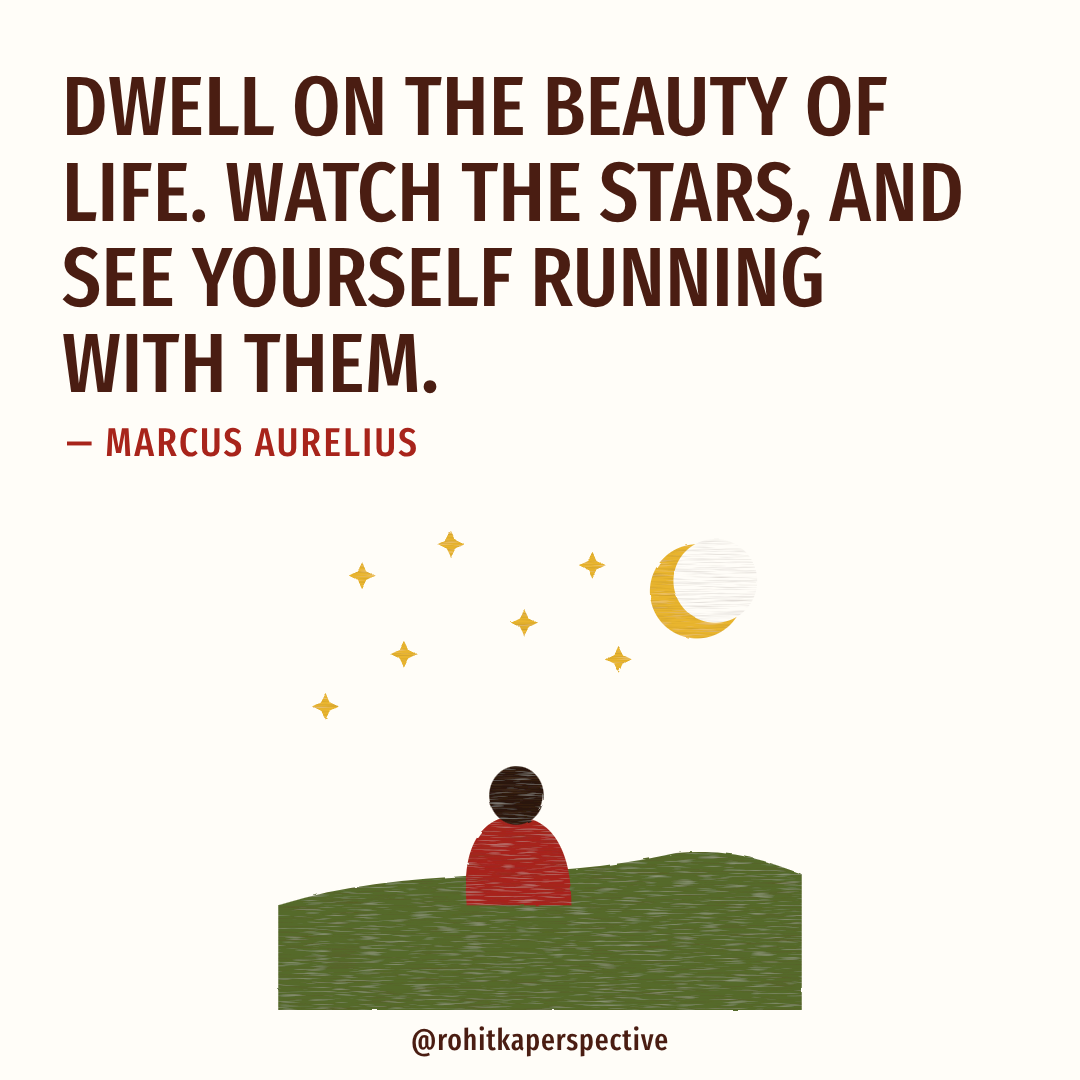 DWELL ON THE BEAUTY OF
LIFE. WATCH THE STARS, AND
SEE YOURSELF RUNNING
WITH THEM.
— MARCUS AURELIUS
@rohitkaperspective